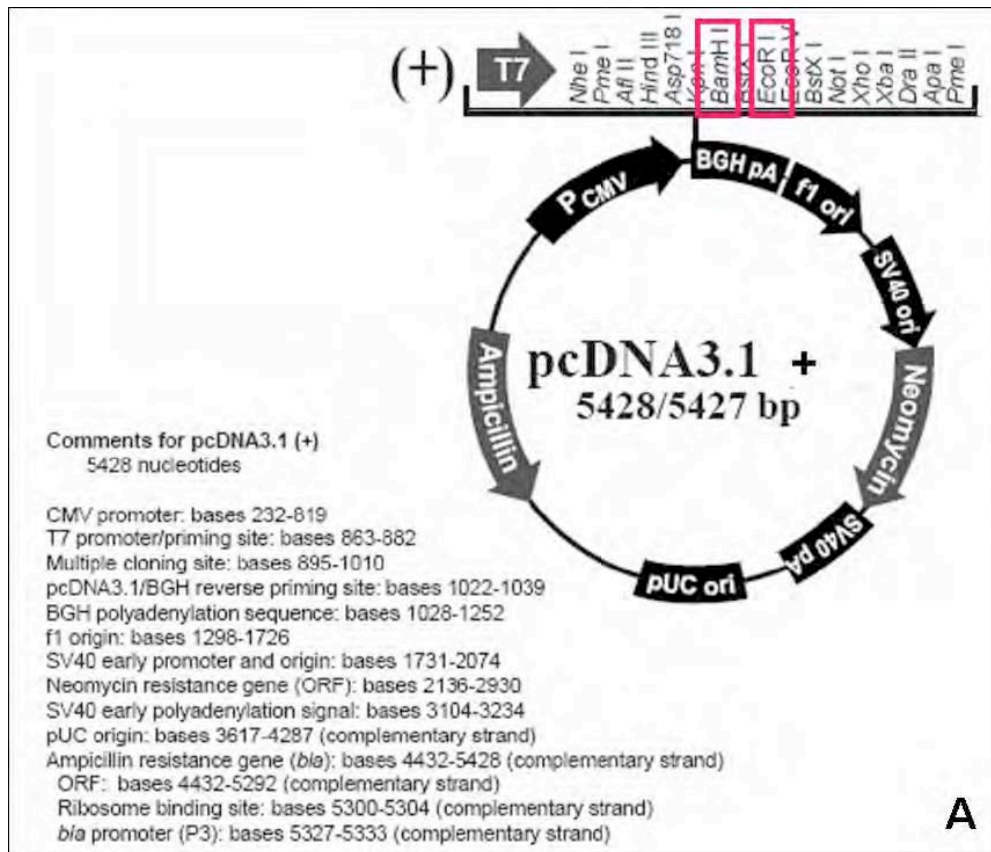 (+) T7 Nhe I Pme I Afl II Hind III Asp718 I Kpn I BamH I BstX I EcoR I EcoR V BstX I Not I Xho I Xba I Dra II Apa I Pme I
P CMV
BGH pA
f1 ori
SV40 ori
Neomycin
SV40 pA
pUC ori
Ampicillin
pcDNA3.1 +
5428/5427 bp
Comments for pcDNA3.1 (+)
5428 nucleotides
CMV promoter: bases 232-819
T7 promoter/priming site: bases 863-882
Multiple cloning site: bases 895-1010
pcDNA3.1/BGH reverse priming site: bases 1022-1039
BGH polyadenylation sequence: bases 1028-1252
f1 origin: bases 1298-1726
SV40 early promoter and origin: bases 1731-2074
Neomycin resistance gene (ORF): bases 2136-2930
SV40 early polyadenylation signal: bases 3104-3234
pUC origin: bases 3617-4287 (complementary strand)
Ampicillin resistance gene (bla): bases 4432-5428 (complementary strand)
ORF: bases 4432-5292 (complementary strand)
Ribosome binding site: bases 5300-5304 (complementary strand)
bla promoter (P3): bases 5327-5333 (complementary strand)
A